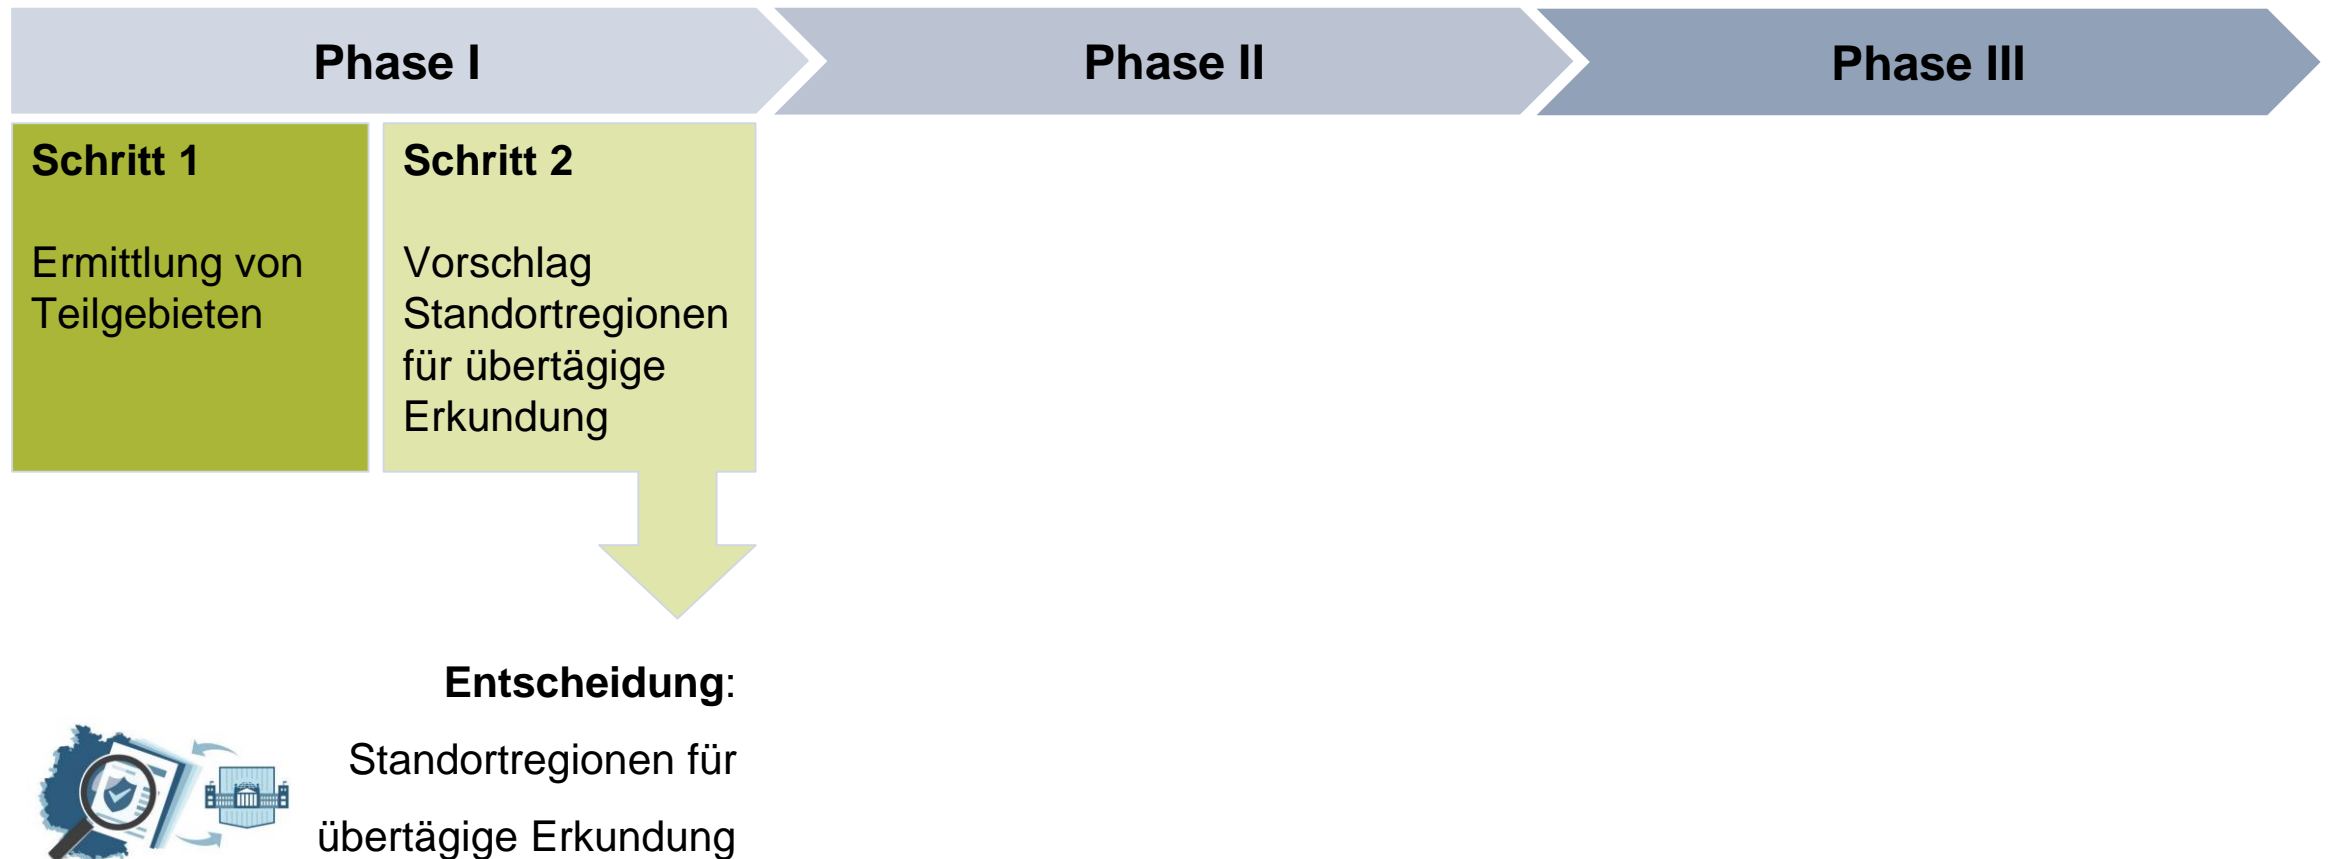 Phase I
Phase II
Phase III
Schritt 1
Ermittlung von
Teilgebieten
Schritt 2
Vorschlag
Standortregionen
für übertägige
Erkundung
Entscheidung:
Standortregionen für
übertägige Erkundung